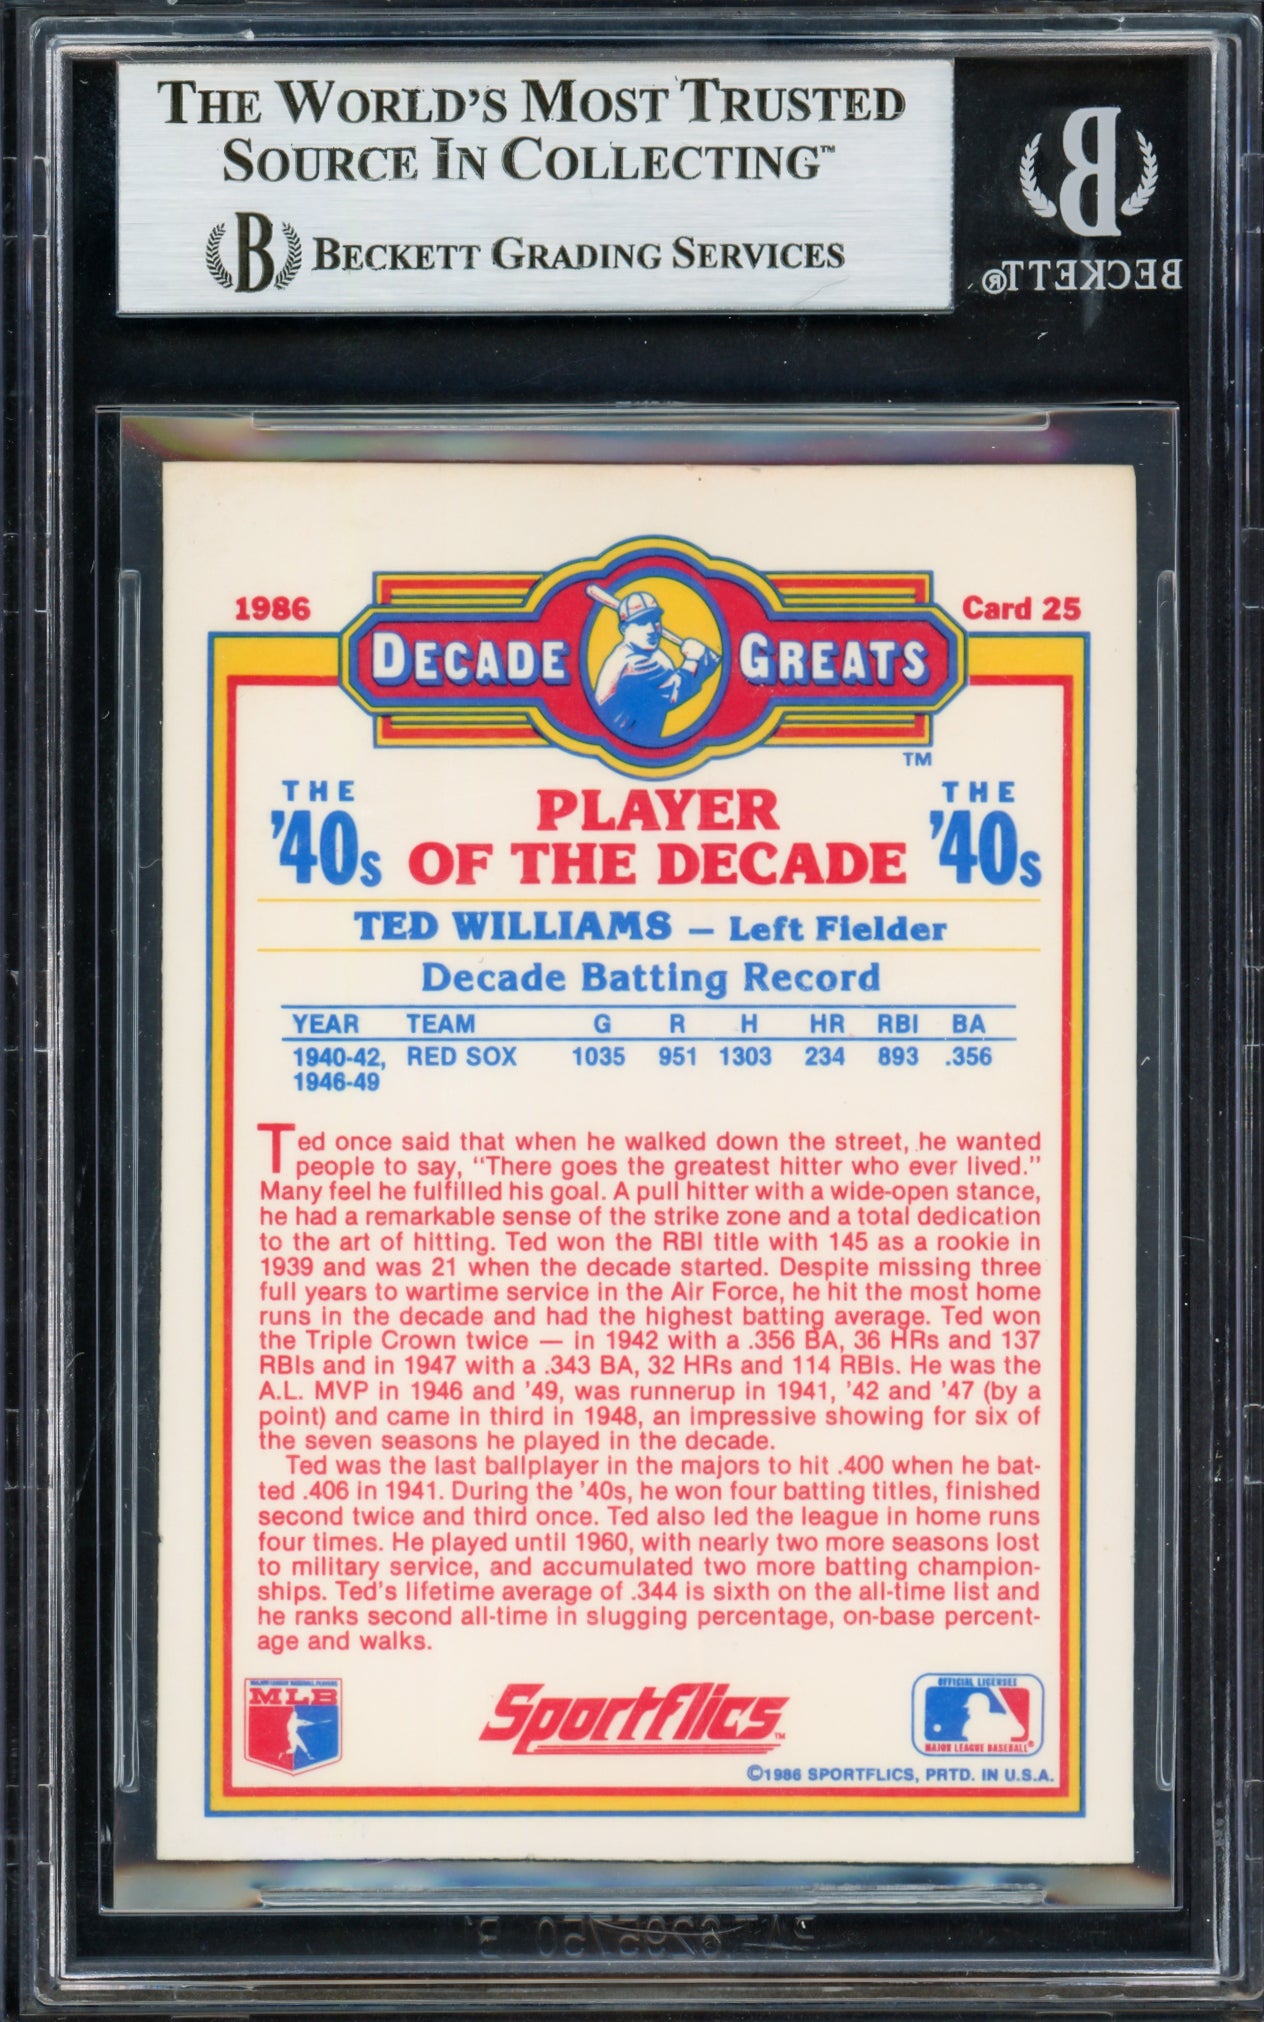 THE WORLD'S MOST TRUSTED
SOURCE IN COLLECTING™
B BECKETT GRADING SERVICES
B
BECKETT®
1986
Card 25
DECADE GREATS
TM
THE
'40s
PLAYER
OF THE DECADE
THE
'40s
TED WILLIAMS — Left Fielder
Decade Batting Record
YEAR TEAM G R H HR RBI BA
1940-42, RED SOX 1035 951 1303 234 893 .356
1946-49
Ted once said that when he walked down the street, he wanted
people to say, “There goes the greatest hitter who ever lived.”
Many feel he fulfilled his goal. A pull hitter with a wide-open stance,
he had a remarkable sense of the strike zone and a total dedication
to the art of hitting. Ted won the RBI title with 145 as a rookie in
1939 and was 21 when the decade started. Despite missing three
full years to wartime service in the Air Force, he hit the most home
runs in the decade and had the highest batting average. Ted won
the Triple Crown twice — in 1942 with a .356 BA, 36 HRs and 137
RBIs and in 1947 with a .343 BA, 32 HRs and 114 RBIs. He was the
A.L. MVP in 1946 and '49, was runnerup in 1941, '42 and '47 (by a
point) and came in third in 1948, an impressive showing for six of
the seven seasons he played in the decade.
Ted was the last ballplayer in the majors to hit .400 when he bat-
ted .406 in 1941. During the '40s, he won four batting titles, finished
second twice and third once. Ted also led the league in home runs
four times. He played until 1960, with nearly two more seasons lost
to military service, and accumulated two more batting champion-
ships. Ted's lifetime average of .344 is sixth on the all-time list and
he ranks second all-time in slugging percentage, on-base percent-
age and walks.
MAJOR LEAGUE BASEBALL PLAYERS
MLB
Sportflics™
OFFICIAL LICENSEE
MAJOR LEAGUE BASEBALL®
©1986 SPORTFLICS, PRTD. IN U.S.A.